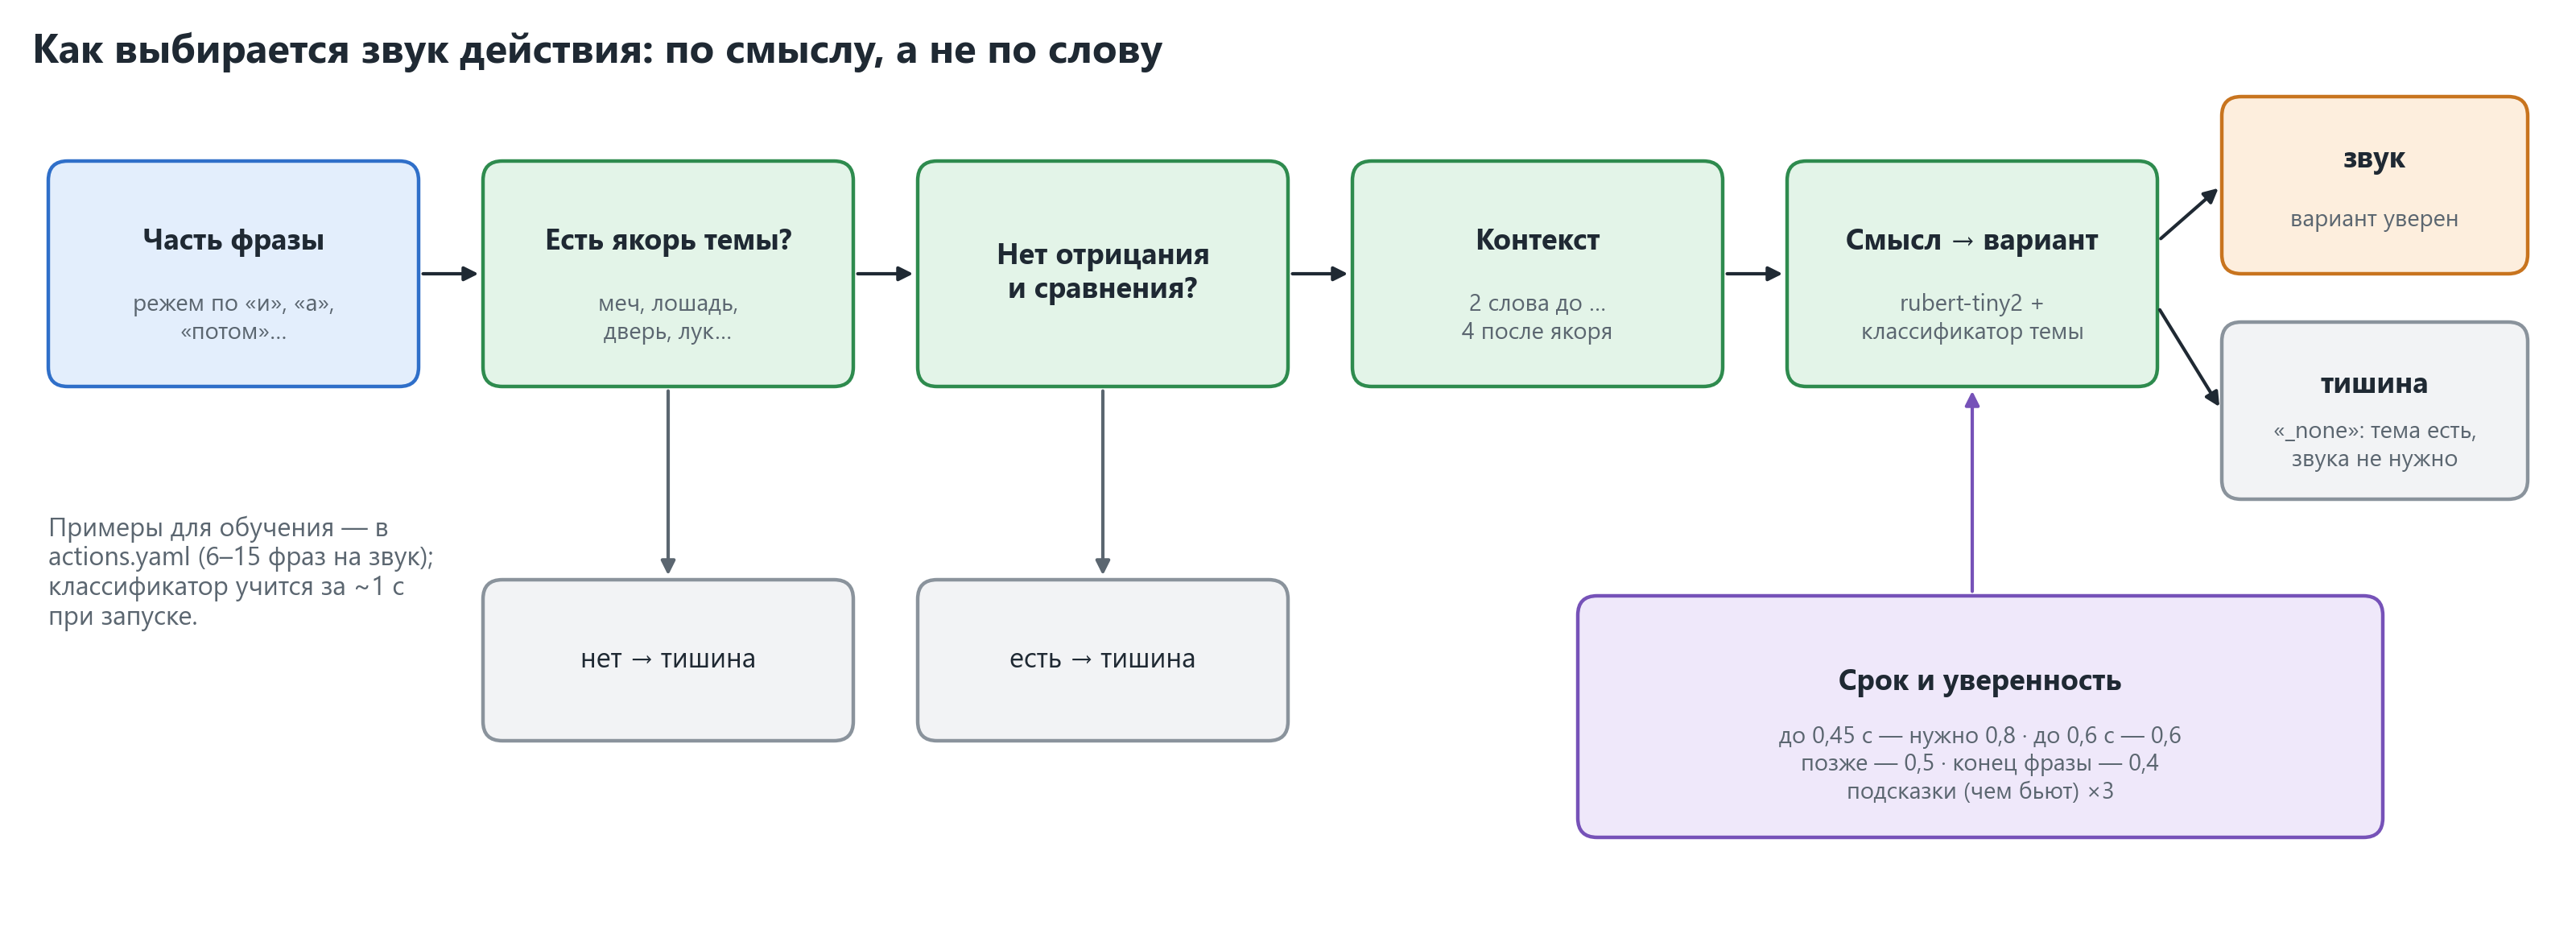 Как выбирается звук действия: по смыслу, а не по слову
Часть фразы
режем по «и», «а»,
«потом»…
Есть якорь темы?
меч, лошадь,
дверь, лук…
Нет отрицания
и сравнения?
Контекст
2 слова до …
4 после якоря
Смысл → вариант
rubert-tiny2 +
классификатор темы
звук
вариант уверен
тишина
«_none»: тема есть,
звука не нужно
Примеры для обучения — в
actions.yaml (6–15 фраз на звук);
классификатор учится за ~1 с
при запуске.
нет → тишина
есть → тишина
Срок и уверенность
до 0,45 с — нужно 0,8 · до 0,6 с — 0,6
позже — 0,5 · конец фразы — 0,4
подсказки (чем бьют) ×3